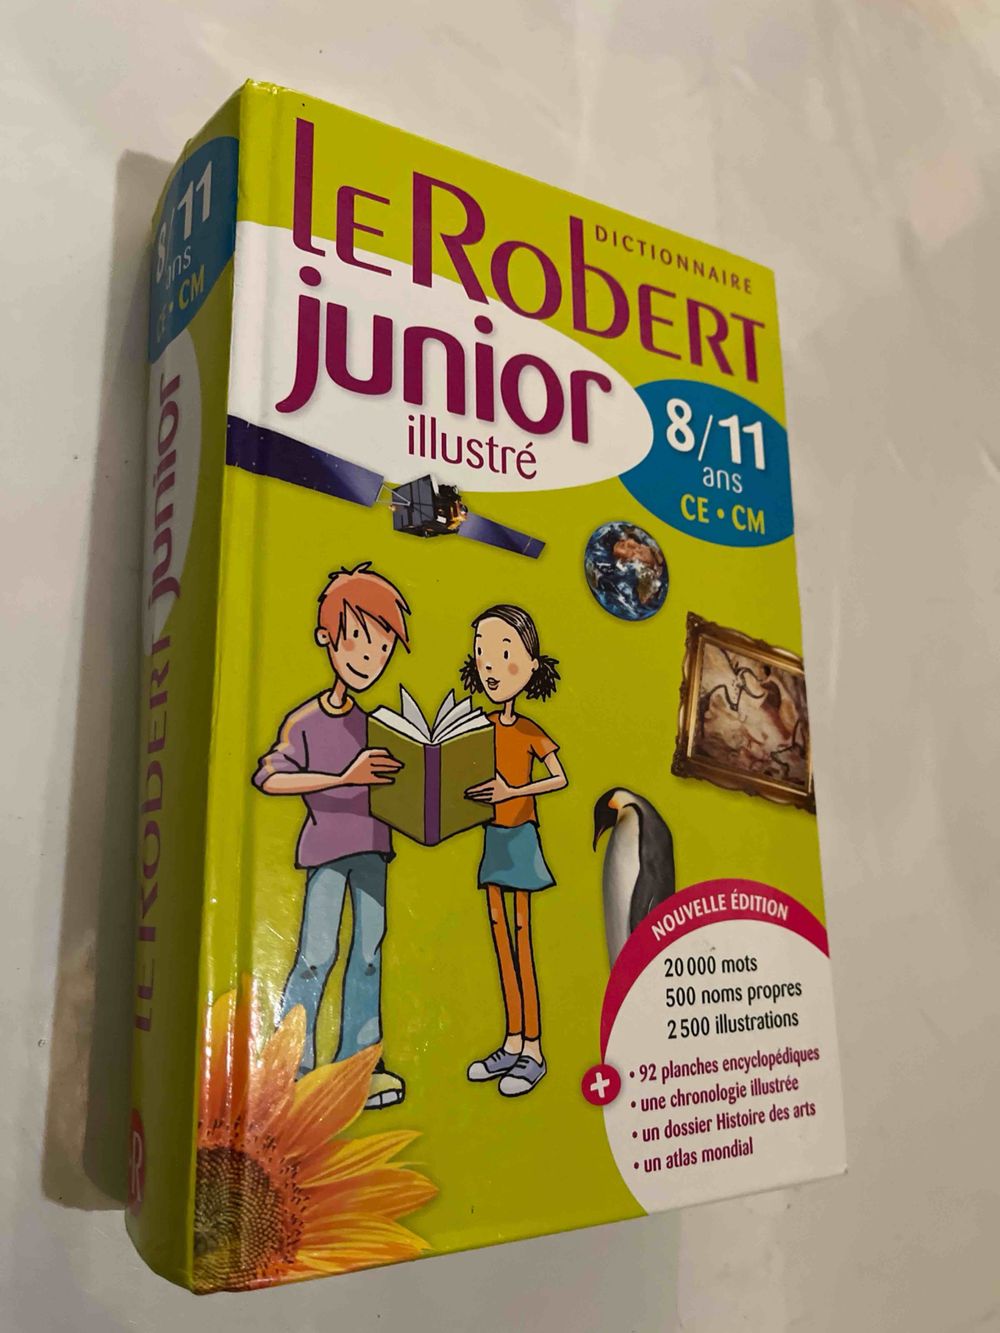 DICTIONNAIRE
LE ROBERT
junior
illustré
8/11
ans
CE • CM
NOUVELLE ÉDITION
20 000 mots
500 noms propres
2 500 illustrations
+
• 92 planches encyclopédiques
• une chronologie illustrée
• un dossier Histoire des arts
• un atlas mondial
8/11
ans
CE • CM
LE ROBERT junior
R